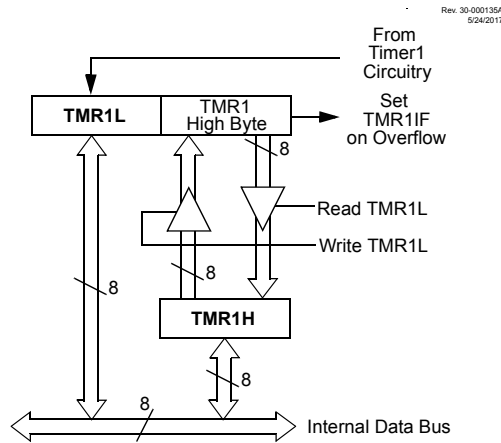 Rev. 30-000135A
5/24/2017
From
Timer1
Circuitry
TMR1L
TMR1
High Byte
Set
TMR1IF
on Overflow
8
Read TMR1L
Write TMR1L
8
8
TMR1H
8
8
Internal Data Bus